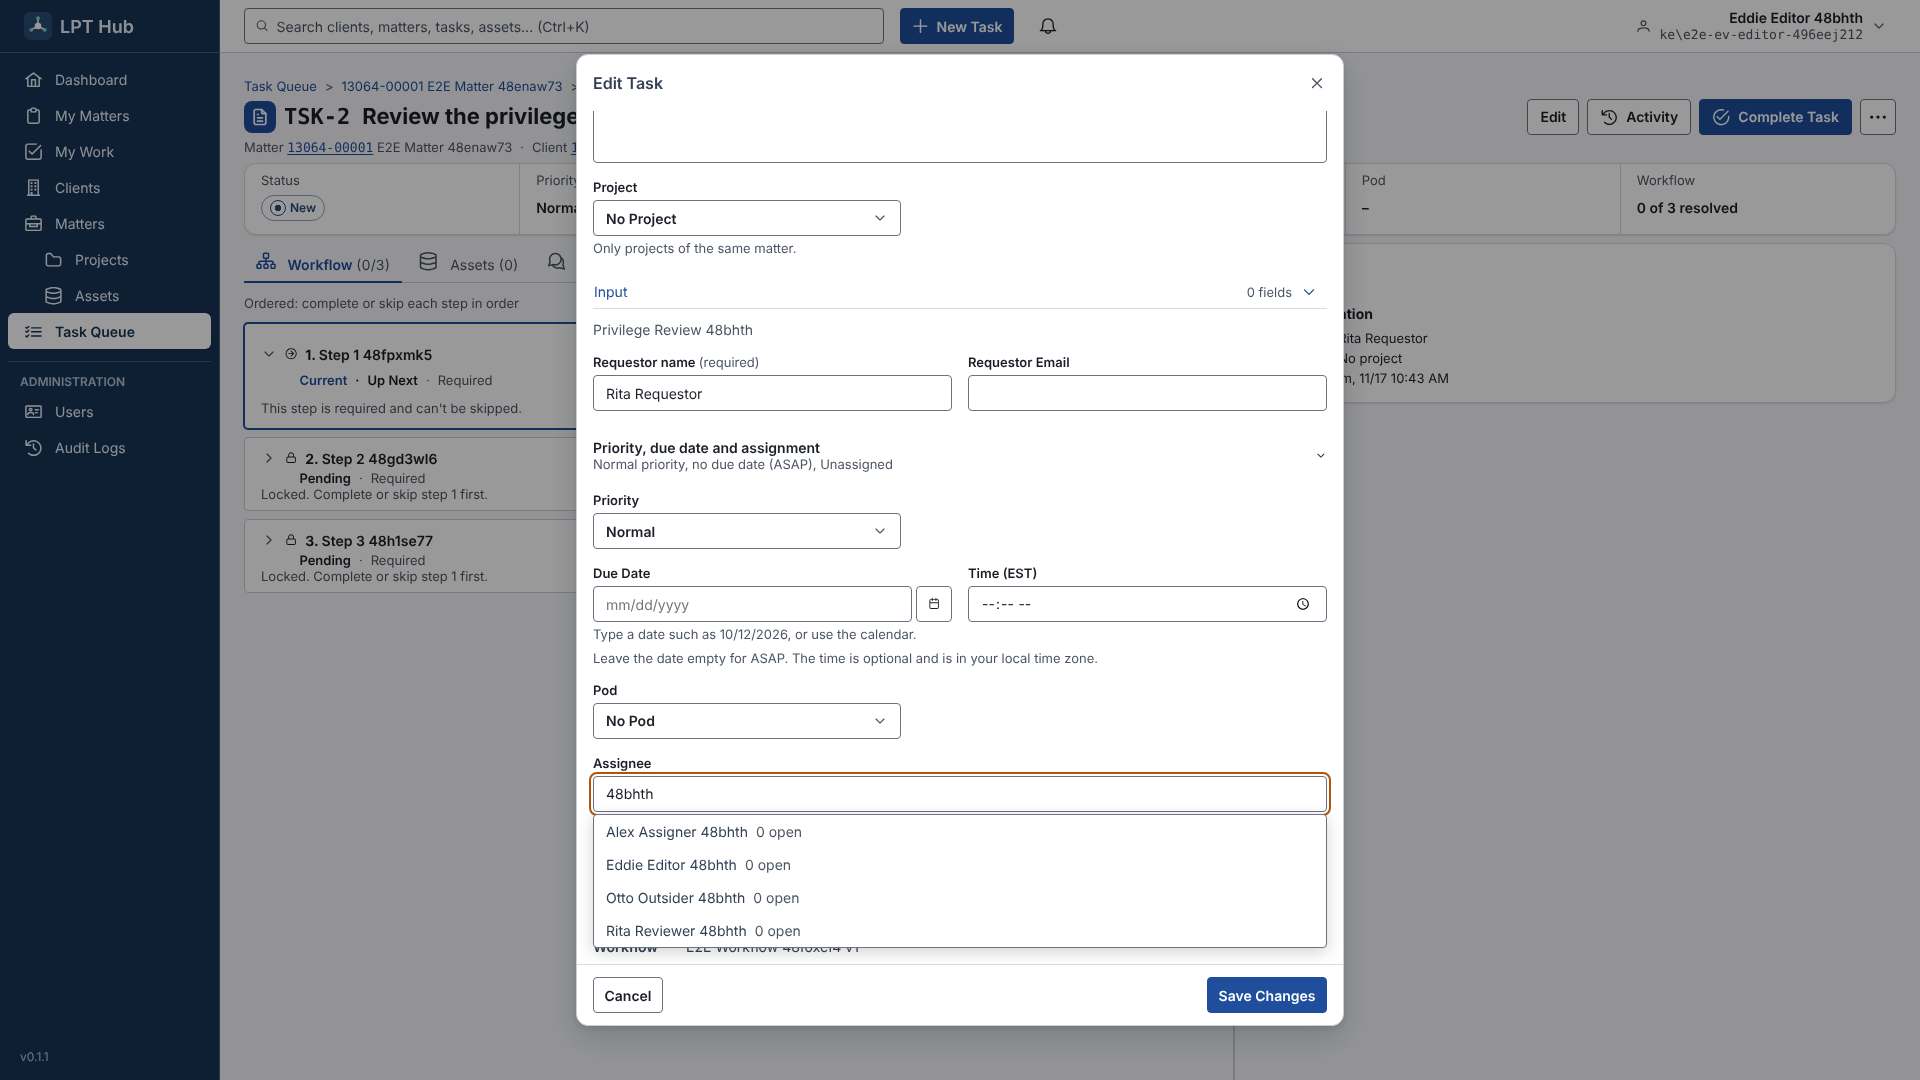 LPT Hub
Search clients, matters, tasks, assets... (Ctrl+K)
New Task
Eddie Editor 48bhth
ke\e2e-ev-editor-496eej212
Dashboard
My Matters
My Work
Clients
Matters
Projects
Assets
Task Queue
ADMINISTRATION
Users
Audit Logs
v0.1.1
Task Queue > 13064-00001 E2E Matter 48enaw73 >
TSK-2 Review the privilege
Matter 13064-00001 E2E Matter 48enaw73 · Client
Edit
Activity
Complete Task
Status
New
Priority
Pod
–
Workflow
0 of 3 resolved
Workflow (0/3)
Assets (0)
Ordered: complete or skip each step in order
1. Step 1 48fpxmk5
Current · Up Next · Required
This step is required and can't be skipped.
2. Step 2 48gd3wl6
Pending · Required
Locked. Complete or skip step 1 first.
3. Step 3 48h1se77
Pending · Required
Locked. Complete or skip step 1 first.
Rita Requestor
No project
11/17 10:43 AM
Edit Task
Project
No Project
Only projects of the same matter.
Input
0 fields
Privilege Review 48bhth
Requestor name (required)
Requestor Email
Rita Requestor
Priority, due date and assignment
Normal priority, no due date (ASAP), Unassigned
Priority
Normal
Due Date
Time (EST)
mm/dd/yyyy
--:-- --
Type a date such as 10/12/2026, or use the calendar.
Leave the date empty for ASAP. The time is optional and is in your local time zone.
Pod
No Pod
Assignee
48bhth
Alex Assigner 48bhth 0 open
Eddie Editor 48bhth 0 open
Otto Outsider 48bhth 0 open
Rita Reviewer 48bhth 0 open
Workflow
Cancel
Save Changes